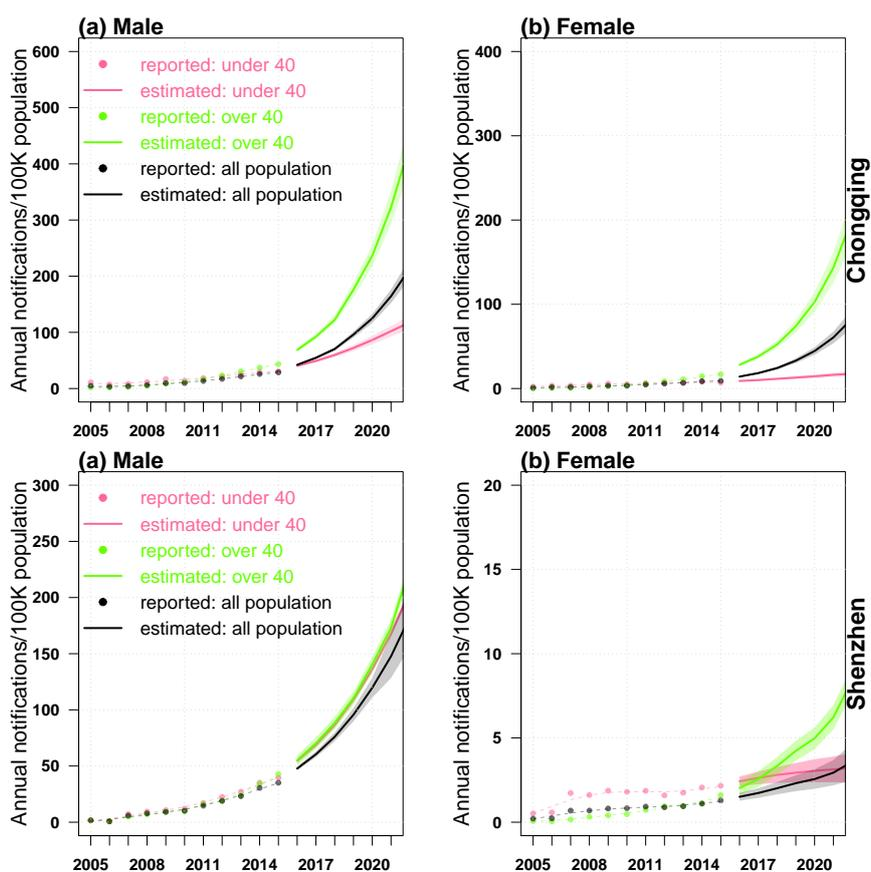 (a) Male
(b) Female
600
500
400
300
200
100
0
Annual notifications/100K population
reported: under 40
estimated: under 40
reported: over 40
estimated: over 40
reported: all population
estimated: all population
2005 2008 2011 2014 2017 2020
400
300
200
100
0
Annual notifications/100K population
2005 2008 2011 2014 2017 2020
Chongqing
(a) Male
(b) Female
300
250
200
150
100
50
0
Annual notifications/100K population
reported: under 40
estimated: under 40
reported: over 40
estimated: over 40
reported: all population
estimated: all population
2005 2008 2011 2014 2017 2020
20
15
10
5
0
Annual notifications/100K population
2005 2008 2011 2014 2017 2020
Shenzhen